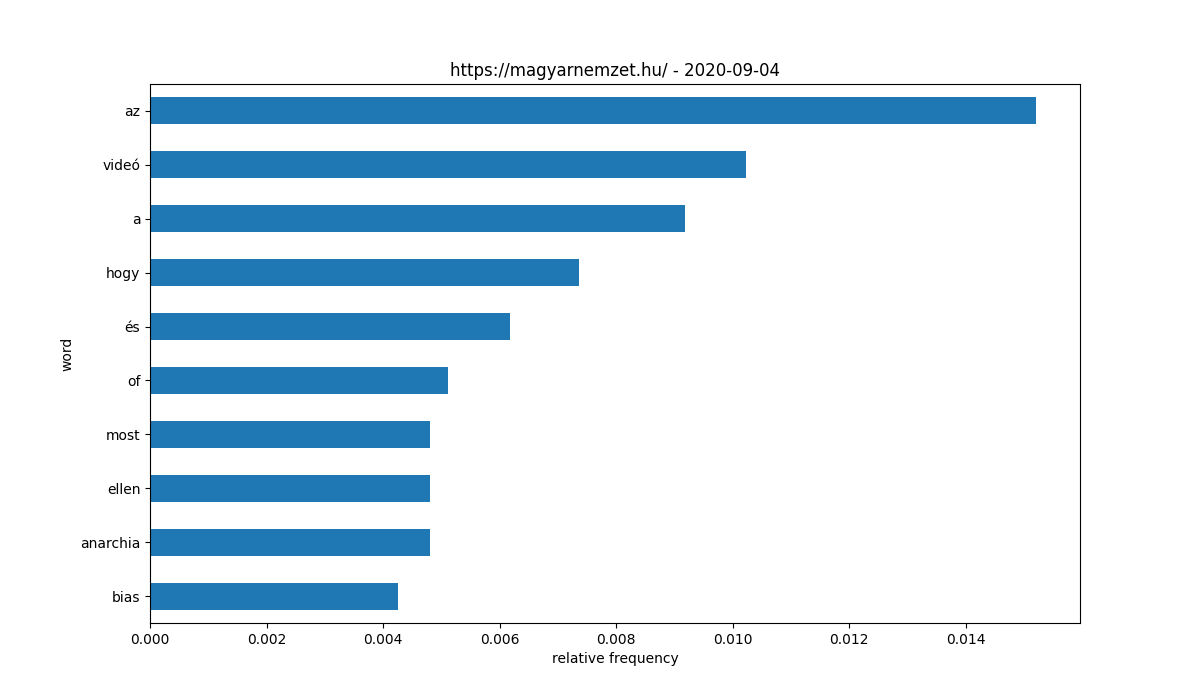 https://magyarnemzet.hu/ - 2020-09-04
az
videó
a
hogy
és
of
most
ellen
anarchia
bias
word
0.000 0.002 0.004 0.006 0.008 0.010 0.012 0.014
relative frequency